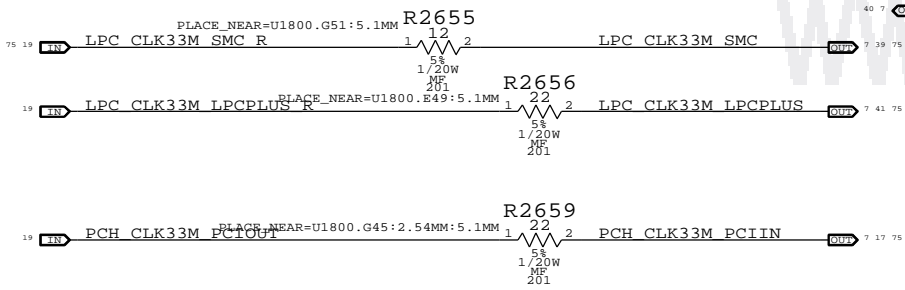 40 7
R2655
PLACE_NEAR=U1800.G51:5.1MM
12
75 19 IN LPC_CLK33M_SMC_R 1 2 LPC_CLK33M_SMC OUT 7 39 75
5%
1/20W
MF
201
R2656
PLACE_NEAR=U1800.E49:5.1MM
22
19 IN LPC_CLK33M_LPCPLUS_R 1 2 LPC_CLK33M_LPCPLUS OUT 7 41 75
5%
1/20W
MF
201
R2659
PLACE_NEAR=U1800.G45:2.54MM:5.1MM
22
19 IN PCH_CLK33M_PCIOUT 1 2 PCH_CLK33M_PCIIN OUT 7 17 75
5%
1/20W
MF
201